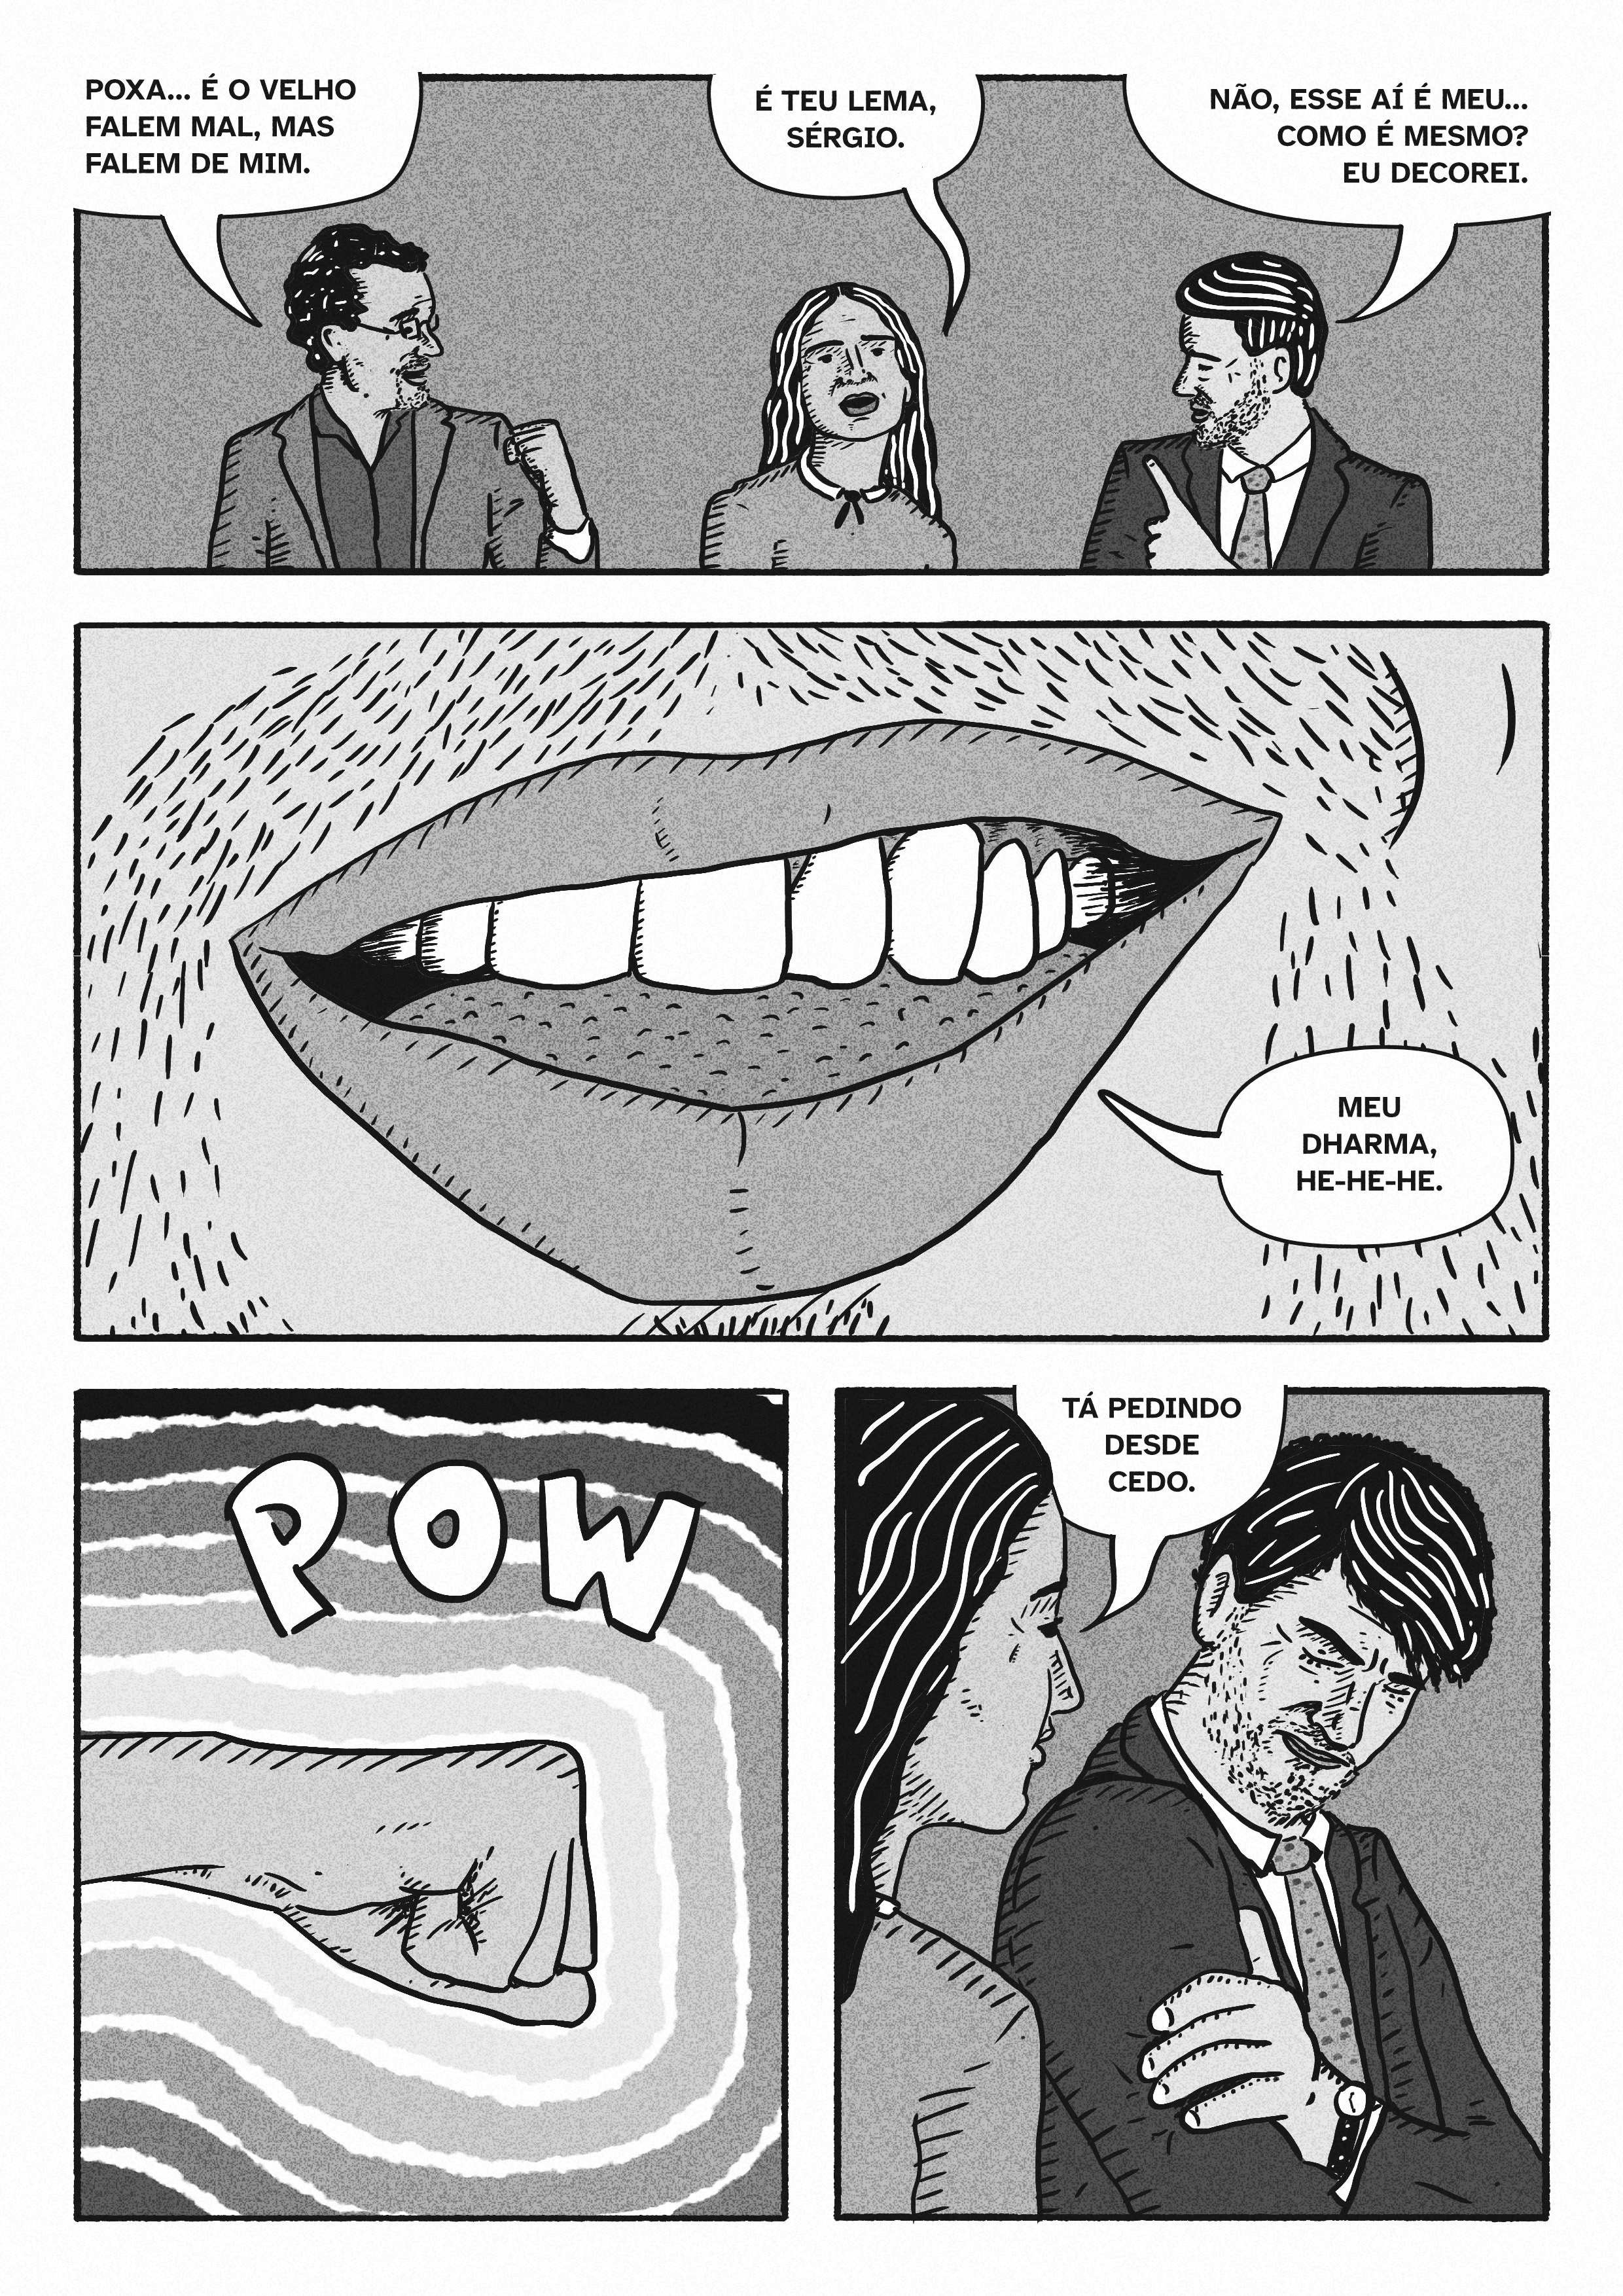 POXA... É O VELHO
FALEM MAL, MAS
FALEM DE MIM.
É TEU LEMA,
SÉRGIO.
NÃO, ESSE AÍ É MEU...
COMO É MESMO?
EU DECOREI.
MEU
DHARMA,
HE-HE-HE.
POW
TÁ PEDINDO
DESDE
CEDO.